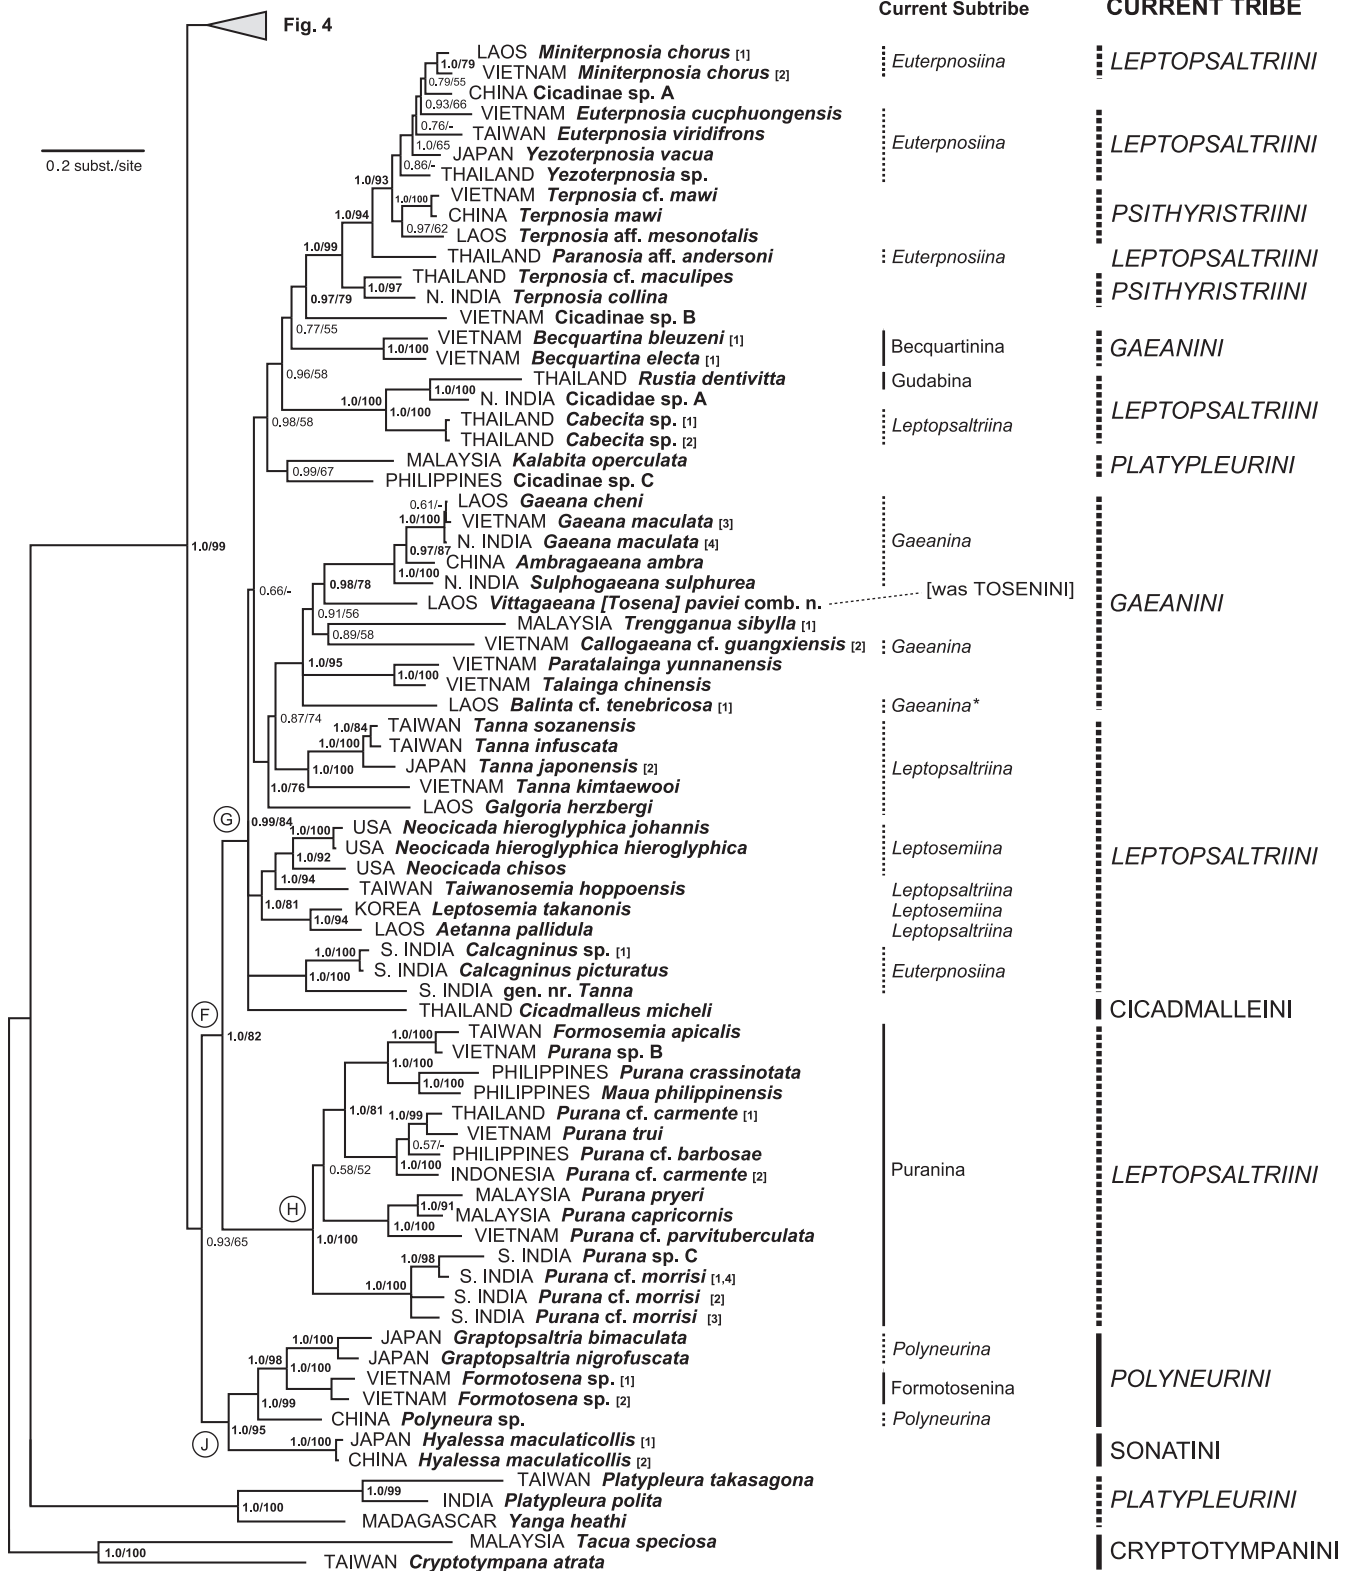 Current Subtribe
CURRENT TRIBE
Fig. 4
0.2 subst./site
LAOS Miniterpnosia chorus [1]
1.0/79
VIETNAM Miniterpnosia chorus [2]
Euterpnosiina
LEPTOPSALTRIINI
0.79/55
CHINA Cicadinae sp. A
0.93/66
VIETNAM Euterpnosia cucphuongensis
0.76/-
TAIWAN Euterpnosia viridifrons
Euterpnosiina
LEPTOPSALTRIINI
1.0/65
JAPAN Yezoterpnosia vacua
0.86/-
THAILAND Yezoterpnosia sp.
1.0/93
VIETNAM Terpnosia cf. mawi
1.0/100
CHINA Terpnosia mawi
PSITHYRISTRIINI
1.0/94
0.97/62
LAOS Terpnosia aff. mesonotalis
1.0/99
THAILAND Paranosia aff. andersoni
Euterpnosiina
LEPTOPSALTRIINI
THAILAND Terpnosia cf. maculipes
1.0/97
PSITHYRISTRIINI
0.97/79
N. INDIA Terpnosia collina
VIETNAM Cicadinae sp. B
0.77/55
VIETNAM Becquartina bleuzeni [1]
1.0/100
Becquartinina
GAEANINI
VIETNAM Becquartina electa [1]
0.96/58
THAILAND Rustia dentivitta
Gudabina
1.0/100
N. INDIA Cicadidae sp. A
1.0/100
1.0/100
LEPTOPSALTRIINI
0.98/58
THAILAND Cabecita sp. [1]
Leptopsaltriina
THAILAND Cabecita sp. [2]
MALAYSIA Kalabita operculata
PLATYPLEURINI
0.99/67
PHILIPPINES Cicadinae sp. C
0.61/-
LAOS Gaeana cheni
1.0/100
VIETNAM Gaeana maculata [3]
N. INDIA Gaeana maculata [4]
Gaeanina
1.0/99
0.97/87
CHINA Ambragaeana ambra
0.98/78
1.0/100
N. INDIA Sulphogaeana sulphurea
0.66/-
[was TOSENINI]
LAOS Vittagaeana [Tosena] paviei comb. n.
GAEANINI
0.91/56
MALAYSIA Trengganua sibylla [1]
0.89/58
VIETNAM Callogaeana cf. guangxiensis [2]
Gaeanina
1.0/95
VIETNAM Paratalainga yunnanensis
1.0/100
VIETNAM Talainga chinensis
LAOS Balinta cf. tenebricosa [1]
Gaeanina*
0.87/74
1.0/84
TAIWAN Tanna sozanensis
1.0/100
TAIWAN Tanna infuscata
1.0/100
JAPAN Tanna japonensis [2]
Leptopsaltriina
1.0/76
VIETNAM Tanna kimtaewooi
LAOS Galgoria herzbergi
G
0.99/84
1.0/100
USA Neocicada hieroglyphica johannis
USA Neocicada hieroglyphica hieroglyphica
Leptosemiina
LEPTOPSALTRIINI
1.0/92
USA Neocicada chisos
1.0/94
TAIWAN Taiwanosemia hoppoensis
Leptopsaltriina
1.0/81
KOREA Leptosemia takanonis
Leptosemiina
1.0/94
LAOS Aetanna pallidula
Leptopsaltriina
1.0/100
S. INDIA Calcagninus sp. [1]
S. INDIA Calcagninus picturatus
Euterpnosiina
1.0/100
S. INDIA gen. nr. Tanna
THAILAND Cicadmalleus micheli
CICADMALLEINI
F
1.0/82
1.0/100
TAIWAN Formosemia apicalis
VIETNAM Purana sp. B
1.0/100
PHILIPPINES Purana crassinotata
1.0/100
PHILIPPINES Maua philippinensis
1.0/81
1.0/99
THAILAND Purana cf. carmente [1]
VIETNAM Purana trui
0.57/-
PHILIPPINES Purana cf. barbosae
0.58/52
1.0/100
INDONESIA Purana cf. carmente [2]
Puranina
LEPTOPSALTRIINI
H
MALAYSIA Purana pryeri
1.0/91
MALAYSIA Purana capricornis
1.0/100
1.0/100
VIETNAM Purana cf. parvituberculata
0.93/65
1.0/98
S. INDIA Purana sp. C
S. INDIA Purana cf. morrisi [1,4]
1.0/100
S. INDIA Purana cf. morrisi [2]
S. INDIA Purana cf. morrisi [3]
1.0/100
JAPAN Graptopsaltria bimaculata
Polyneurina
1.0/98
JAPAN Graptopsaltria nigrofuscata
1.0/100
VIETNAM Formotosena sp. [1]
Formotosenina
POLYNEURINI
1.0/99
VIETNAM Formotosena sp. [2]
CHINA Polyneura sp.
Polyneurina
1.0/95
J
1.0/100
JAPAN Hyalessa maculaticollis [1]
SONATINI
CHINA Hyalessa maculaticollis [2]
TAIWAN Platypleura takasagona
1.0/99
INDIA Platypleura polita
PLATYPLEURINI
1.0/100
MADAGASCAR Yanga heathi
MALAYSIA Tacua speciosa
1.0/100
CRYPTOTYMPANINI
TAIWAN Cryptotympana atrata